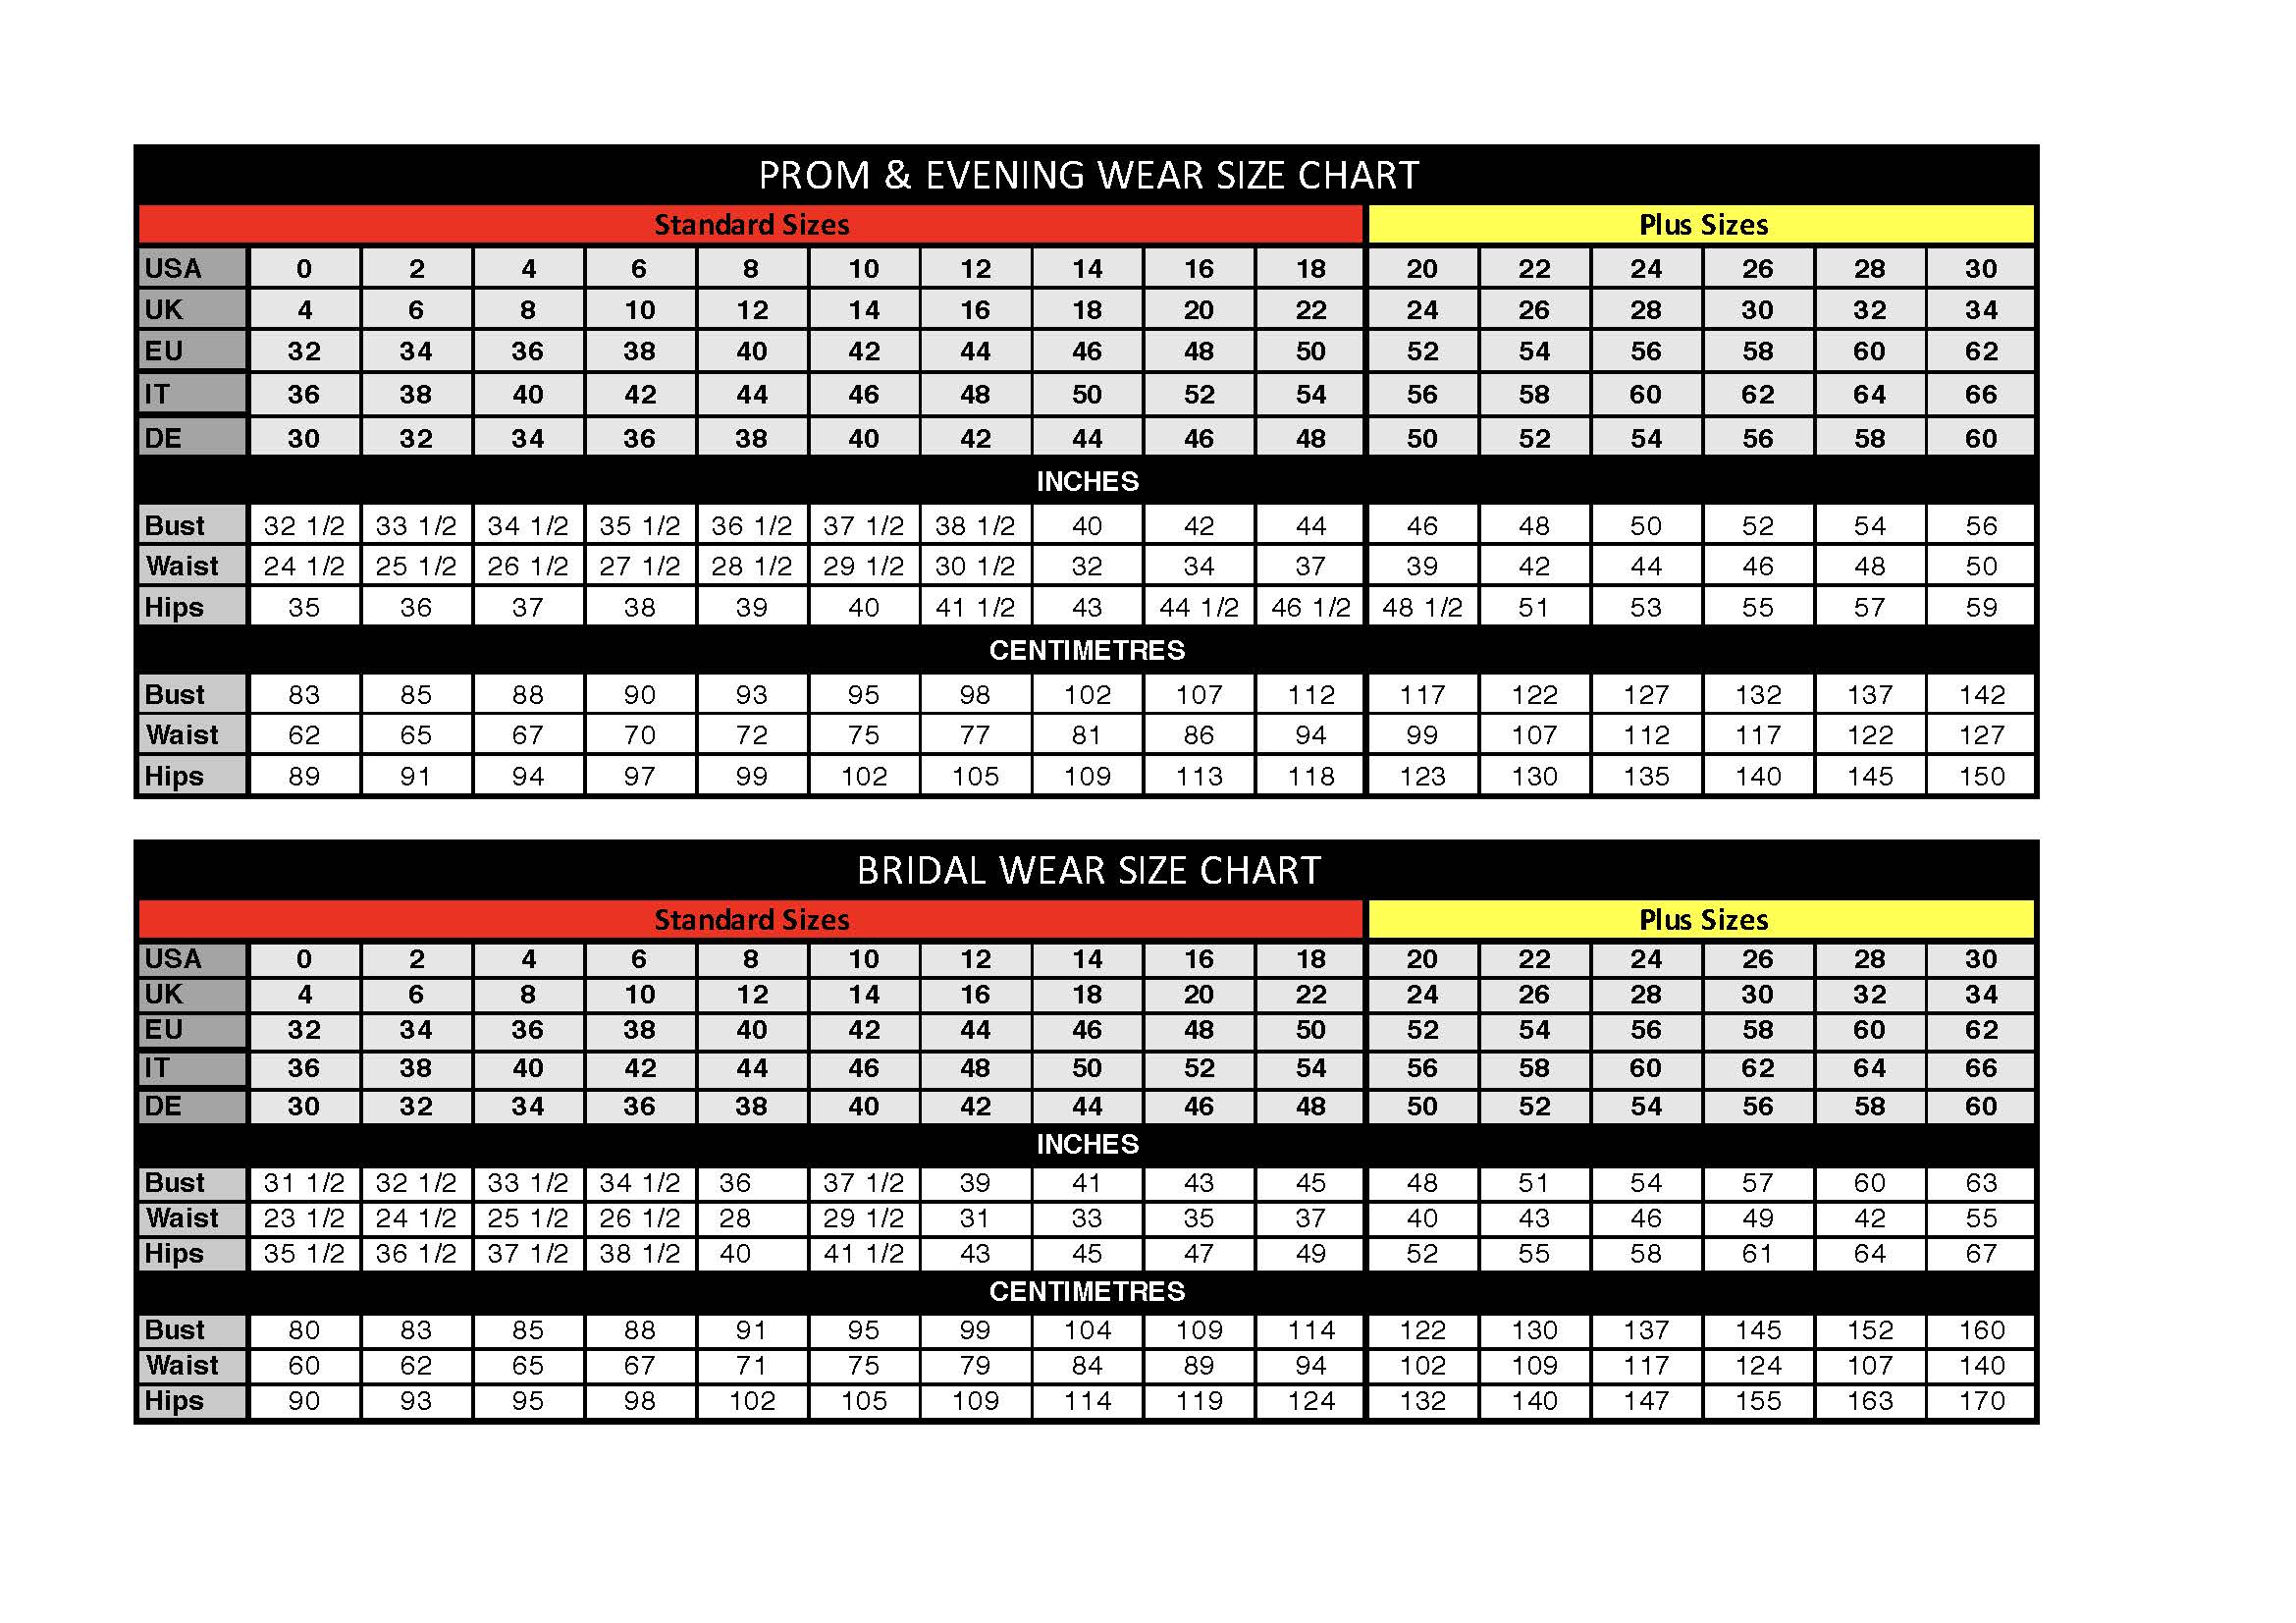 PROM & EVENING WEAR SIZE CHART
Standard Sizes Plus Sizes
USA 0 2 4 6 8 10 12 14 16 18 20 22 24 26 28 30
UK 4 6 8 10 12 14 16 18 20 22 24 26 28 30 32 34
EU 32 34 36 38 40 42 44 46 48 50 52 54 56 58 60 62
IT 36 38 40 42 44 46 48 50 52 54 56 58 60 62 64 66
DE 30 32 34 36 38 40 42 44 46 48 50 52 54 56 58 60
INCHES
Bust 32 1/2 33 1/2 34 1/2 35 1/2 36 1/2 37 1/2 38 1/2 40 42 44 46 48 50 52 54 56
Waist 24 1/2 25 1/2 26 1/2 27 1/2 28 1/2 29 1/2 30 1/2 32 34 37 39 42 44 46 48 50
Hips 35 36 37 38 39 40 41 1/2 43 44 1/2 46 1/2 48 1/2 51 53 55 57 59
CENTIMETRES
Bust 83 85 88 90 93 95 98 102 107 112 117 122 127 132 137 142
Waist 62 65 67 70 72 75 77 81 86 94 99 107 112 117 122 127
Hips 89 91 94 97 99 102 105 109 113 118 123 130 135 140 145 150
BRIDAL WEAR SIZE CHART
Standard Sizes Plus Sizes
USA 0 2 4 6 8 10 12 14 16 18 20 22 24 26 28 30
UK 4 6 8 10 12 14 16 18 20 22 24 26 28 30 32 34
EU 32 34 36 38 40 42 44 46 48 50 52 54 56 58 60 62
IT 36 38 40 42 44 46 48 50 52 54 56 58 60 62 64 66
DE 30 32 34 36 38 40 42 44 46 48 50 52 54 56 58 60
INCHES
Bust 31 1/2 32 1/2 33 1/2 34 1/2 36 37 1/2 39 41 43 45 48 51 54 57 60 63
Waist 23 1/2 24 1/2 25 1/2 26 1/2 28 29 1/2 31 33 35 37 40 43 46 49 42 55
Hips 35 1/2 36 1/2 37 1/2 38 1/2 40 41 1/2 43 45 47 49 52 55 58 61 64 67
CENTIMETRES
Bust 80 83 85 88 91 95 99 104 109 114 122 130 137 145 152 160
Waist 60 62 65 67 71 75 79 84 89 94 102 109 117 124 107 140
Hips 90 93 95 98 102 105 109 114 119 124 132 140 147 155 163 170